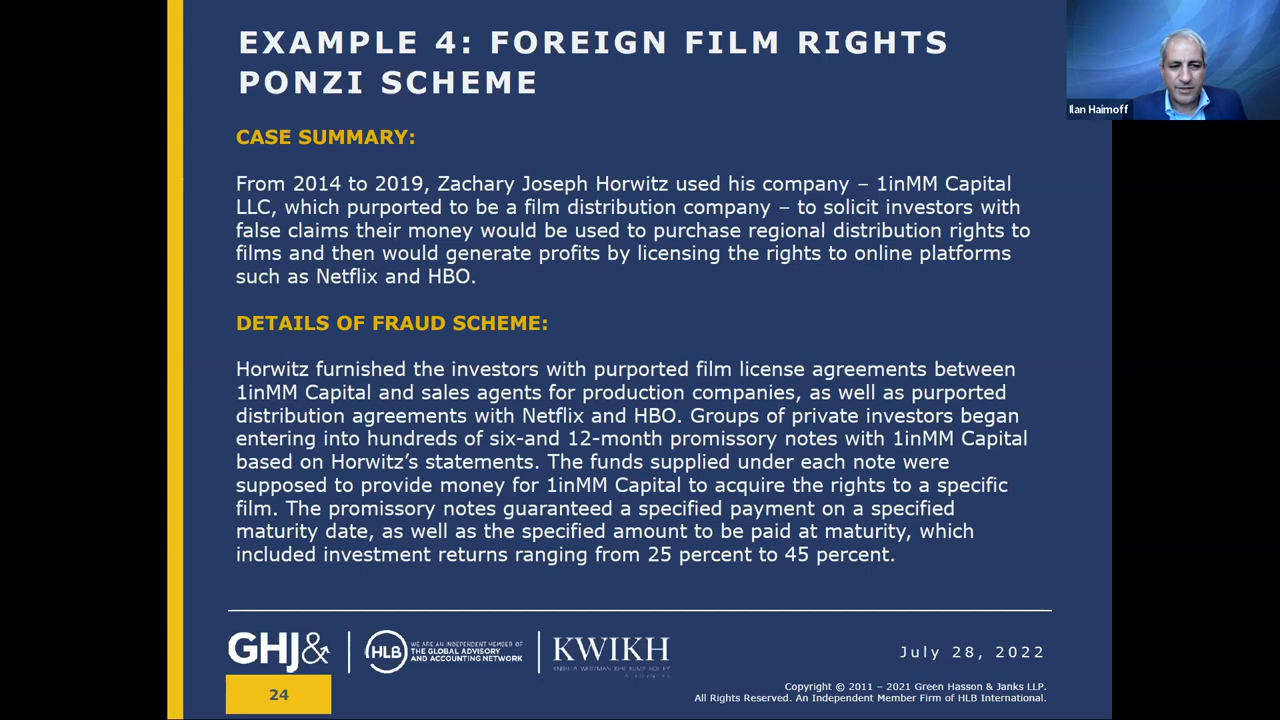 EXAMPLE 4: FOREIGN FILM RIGHTS
PONZI SCHEME
Ilan Haimoff
CASE SUMMARY:
From 2014 to 2019, Zachary Joseph Horwitz used his company – 1inMM Capital
LLC, which purported to be a film distribution company – to solicit investors with
false claims their money would be used to purchase regional distribution rights to
films and then would generate profits by licensing the rights to online platforms
such as Netflix and HBO.
DETAILS OF FRAUD SCHEME:
Horwitz furnished the investors with purported film license agreements between
1inMM Capital and sales agents for production companies, as well as purported
distribution agreements with Netflix and HBO. Groups of private investors began
entering into hundreds of six-and 12-month promissory notes with 1inMM Capital
based on Horwitz’s statements. The funds supplied under each note were
supposed to provide money for 1inMM Capital to acquire the rights to a specific
film. The promissory notes guaranteed a specified payment on a specified
maturity date, as well as the specified amount to be paid at maturity, which
included investment returns ranging from 25 percent to 45 percent.
GHJ&
HLB
WE ARE AN INDEPENDENT MEMBER OF
THE GLOBAL ADVISORY
AND ACCOUNTING NETWORK
KWIKH
July 28, 2022
24
Copyright © 2011 – 2021 Green Hasson & Janks LLP.
All Rights Reserved. An Independent Member Firm of HLB International.